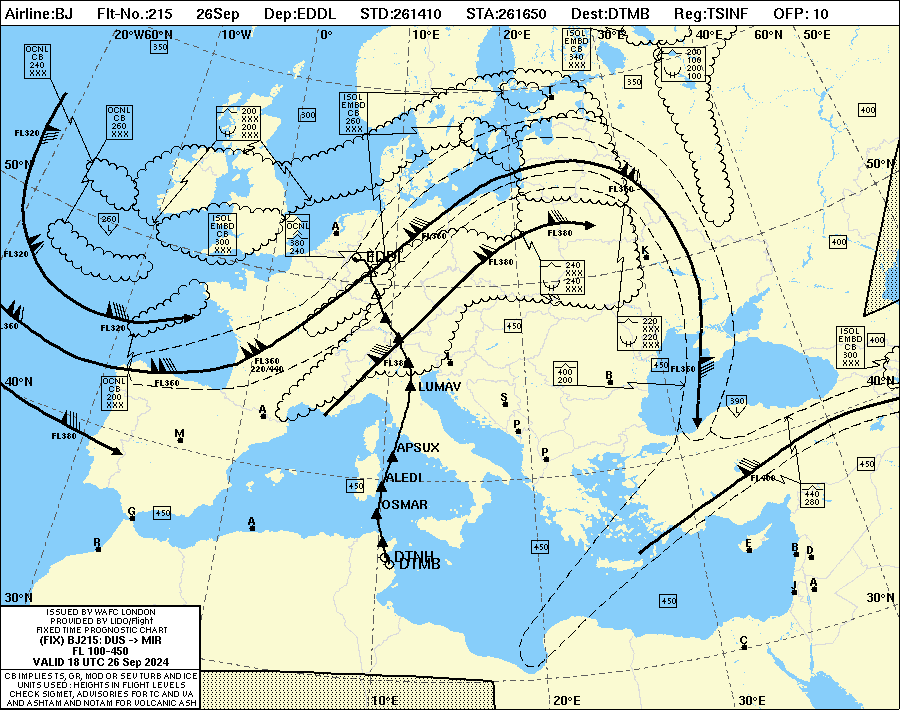 Airline:BJ Flt-No.:215 26Sep Dep:EDDL STD:261410 STA:261650 Dest:DTMB Reg:TSINF OFP: 10
20°W 60°N 10°W 0° 10°E 20°E 30°E 40°E 60°N 50°E
OCNL
CB
240
XXX
350
ISOL
EMBD
CB
340
XXX
200
100
200
100
350
OCNL
CB
260
XXX
200
XXX
200
XXX
300
ISOL
EMBD
CB
250
XXX
T
400
FL320
50°N
50°N
FL360
260
L
ISOL
EMBD
CB
300
XXX
OCNL
380
240
A
FL360
FL380
400
FL320
EDDL
K
FL380
240
XXX
240
XXX
FL360
FL320
450
220
XXX
220
XXX
ISOL
EMBD
CB
300
XXX
400
FL360
220/440
FL380
L
450
FL360
FL360
40°N
OCNL
CB
200
XXX
LUMAV
400
200
B
40°N
S
390
L
A
FL380
M
P
APSUX
P
450
FL400
450
ALEDI
440
280
G
450
OSMAR
A
R
450
E
B
D
DTNH
DTMB
J
A
30°N
450
30°N
ISSUED BY WAFC LONDON
PROVIDED BY LIDO/Flight
FIXED TIME PROGNOSTIC CHART
(FIX) BJ215: DUS -> MIR
FL 100-450
VALID 18 UTC 26 Sep 2024
C
CB IMPLIES TS, GR, MOD OR SEV TURB AND ICE
UNITS USED : HEIGHTS IN FLIGHT LEVELS
CHECK SIGMET, ADVISORIES FOR TC AND VA
AND ASHTAM AND NOTAM FOR VOLCANIC ASH
10°E 20°E 30°E